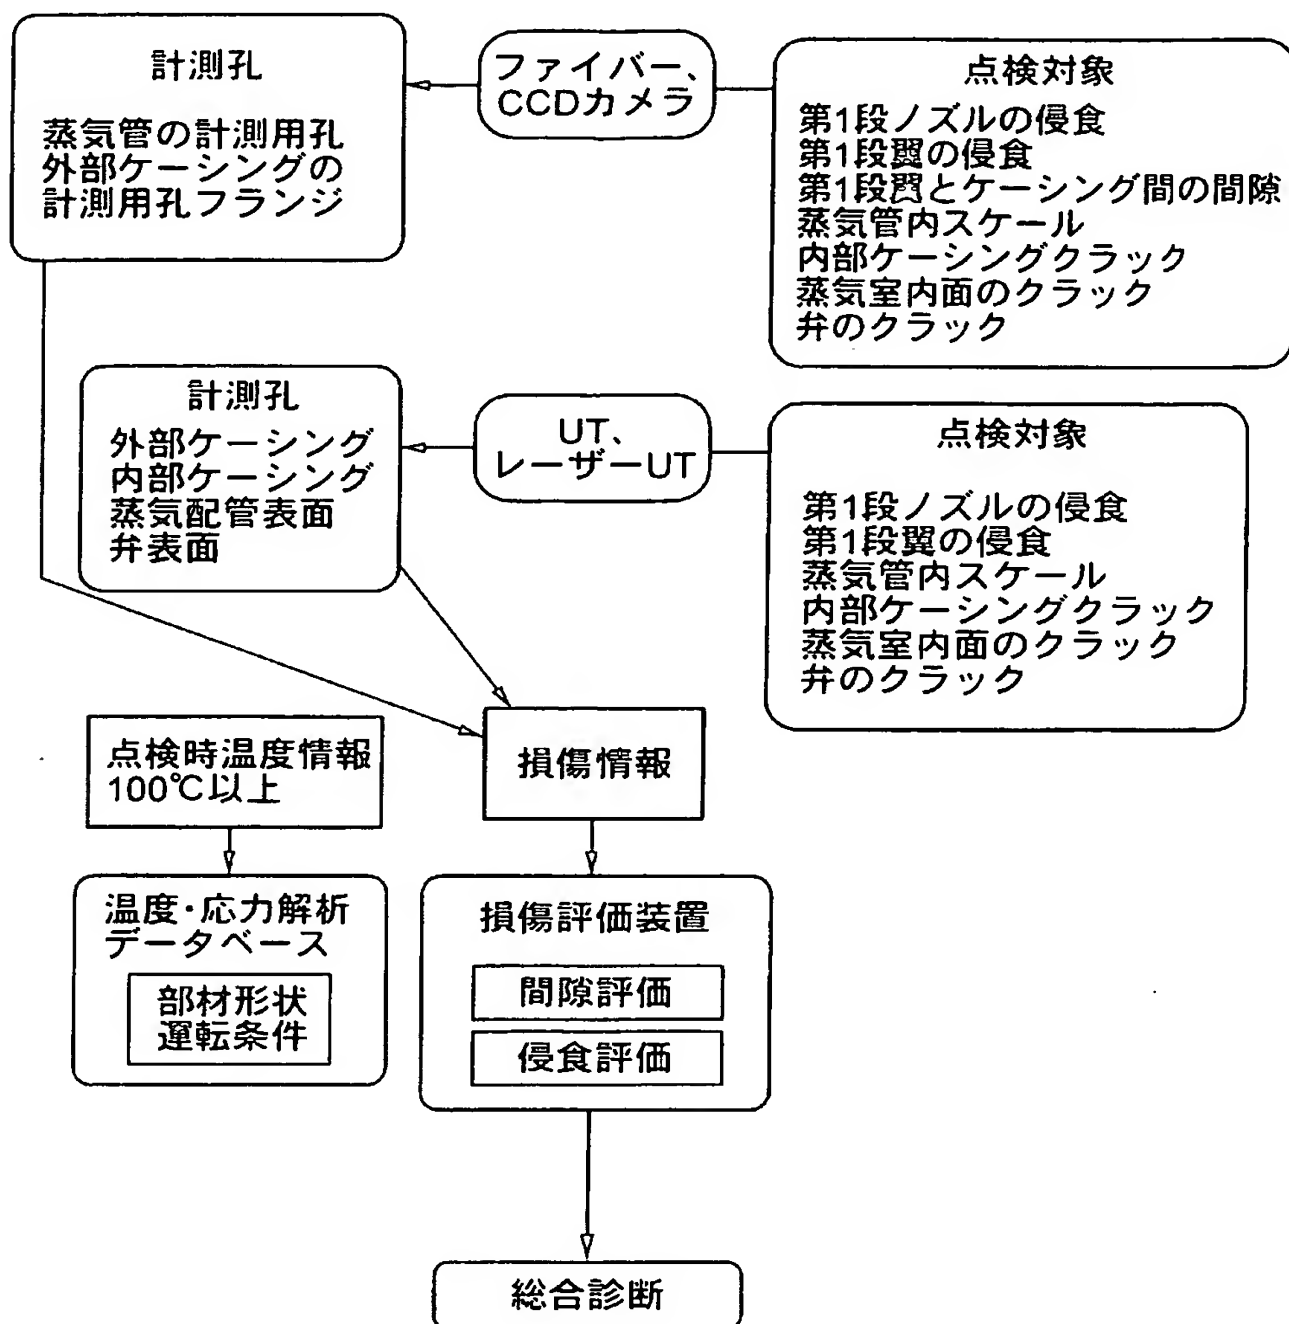 計測孔
蒸気管の計測用孔
外部ケーシングの
計測用孔フランジ
ファイバー、
CCDカメラ
点検対象
第1段ノズルの侵食
第1段翼の侵食
第1段翼とケーシング間の間隙
蒸気管内スケール
内部ケーシングクラック
蒸気室内面のクラック
弁のクラック
計測孔
外部ケーシング
内部ケーシング
蒸気配管表面
弁表面
UT、
レーザーUT
点検対象
第1段ノズルの侵食
第1段翼の侵食
蒸気管内スケール
内部ケーシングクラック
蒸気室内面のクラック
弁のクラック
点検時温度情報
100℃以上
損傷情報
温度・応力解析
データベース
部材形状
運転条件
損傷評価装置
間隙評価
侵食評価
総合診断